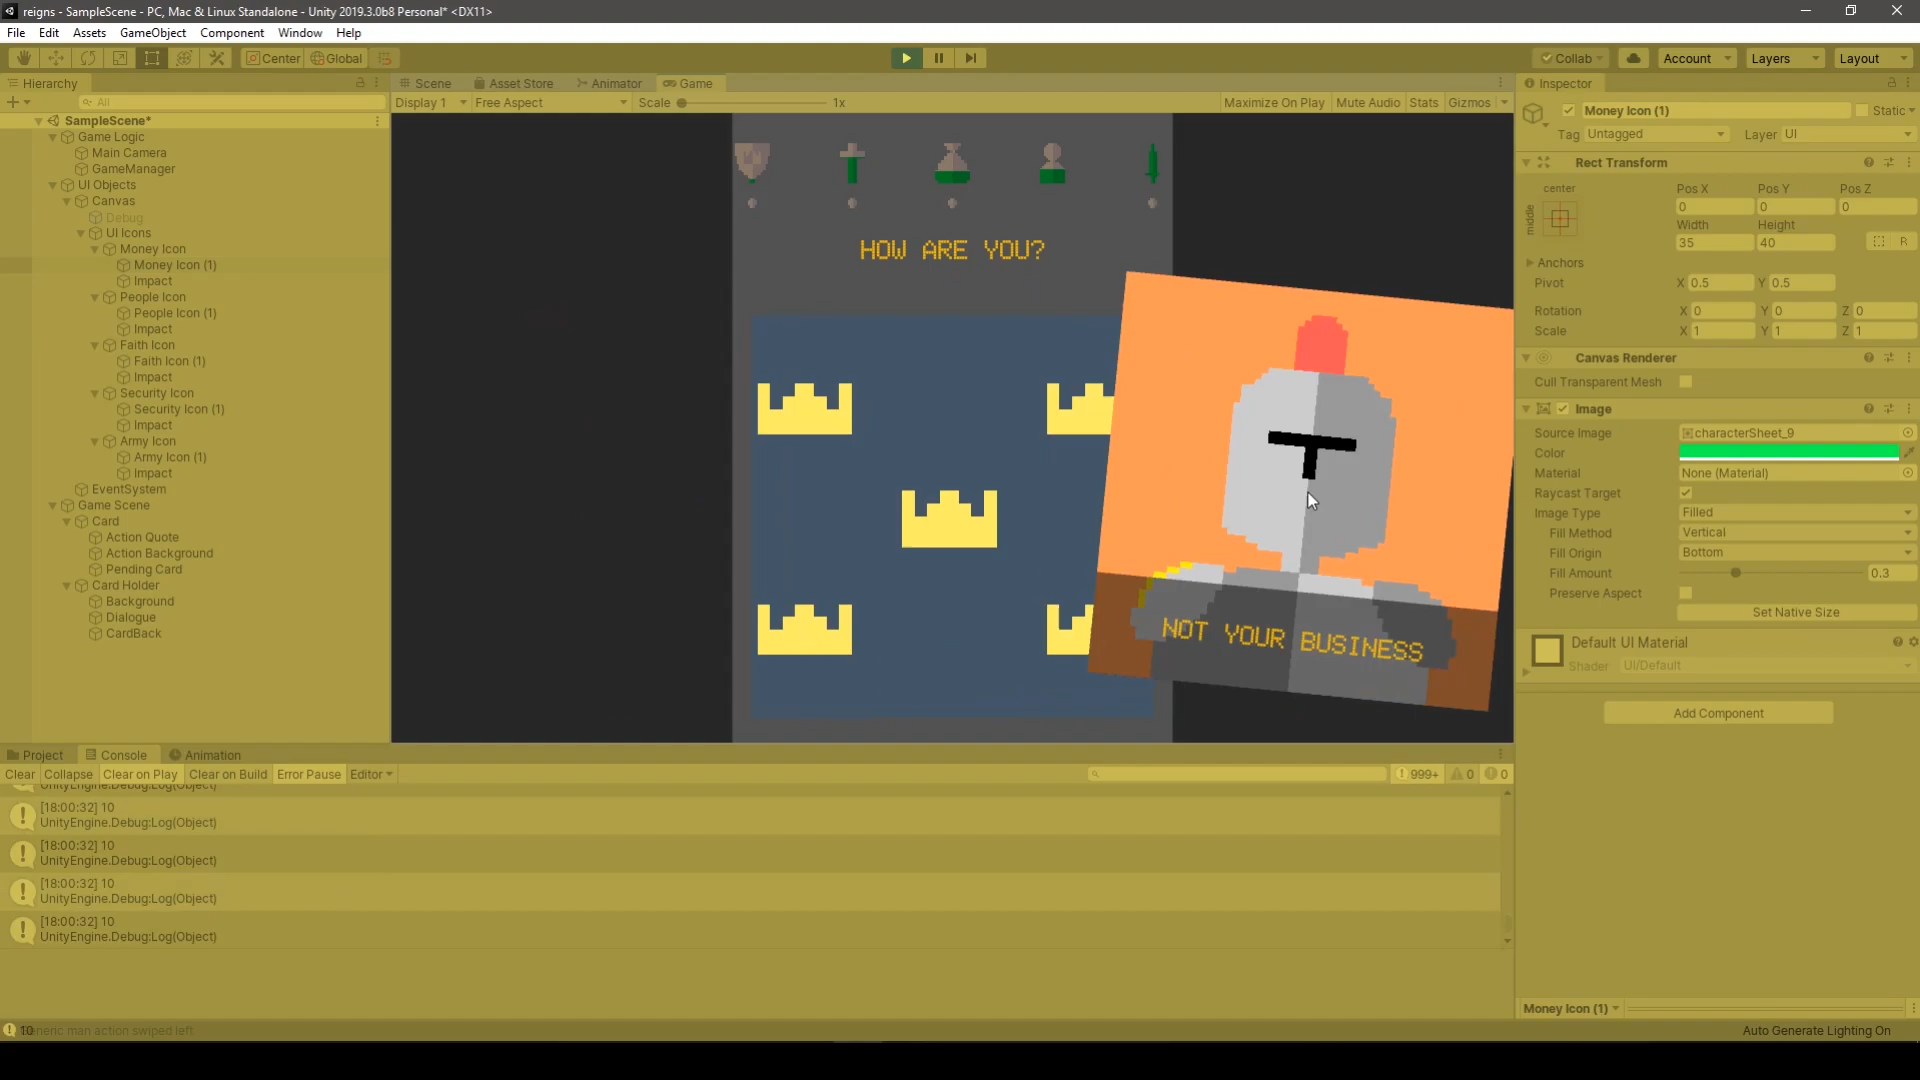 reigns - SampleScene - PC, Mac & Linux Standalone - Unity 2019.3.0b8 Personal* <DX11>
File Edit Assets GameObject Component Window Help
Center Global Collab Account Layers Layout
Hierarchy
All
SampleScene*
Game Logic
Main Camera
GameManager
UI Objects
Canvas
Debug
UI Icons
Money Icon
Money Icon (1)
Impact
People Icon
People Icon (1)
Impact
Faith Icon
Faith Icon (1)
Impact
Security Icon
Security Icon (1)
Impact
Army Icon
Army Icon (1)
Impact
EventSystem
Game Scene
Card
Action Quote
Action Background
Pending Card
Card Holder
Background
Dialogue
CardBack
Scene Asset Store Animator Game
Display 1 Free Aspect Scale 1x Maximize On Play Mute Audio Stats Gizmos
HOW ARE YOU?
NOT YOUR BUSINESS
Inspector
Money Icon (1) Static
Tag Untagged Layer UI
Rect Transform
center
middle
Pos X Pos Y Pos Z
0 0 0
Width Height
35 40 R
Anchors
Pivot X 0.5 Y 0.5
Rotation X 0 Y 0 Z 0
Scale X 1 Y 1 Z 1
Canvas Renderer
Cull Transparent Mesh
Image
Source Image characterSheet_9
Color
Material None (Material)
Raycast Target
Image Type Filled
Fill Method Vertical
Fill Origin Bottom
Fill Amount 0.3
Preserve Aspect
Set Native Size
Default UI Material
Shader UI/Default
Add Component
Money Icon (1)
Project Console Animation
Clear Collapse Clear on Play Clear on Build Error Pause Editor 999+ 0 0
UnityEngine.Debug:Log(Object)
[18:00:32] 10
UnityEngine.Debug:Log(Object)
[18:00:32] 10
UnityEngine.Debug:Log(Object)
[18:00:32] 10
UnityEngine.Debug:Log(Object)
[18:00:32] 10
UnityEngine.Debug:Log(Object)
10 man action swiped left
Auto Generate Lighting On